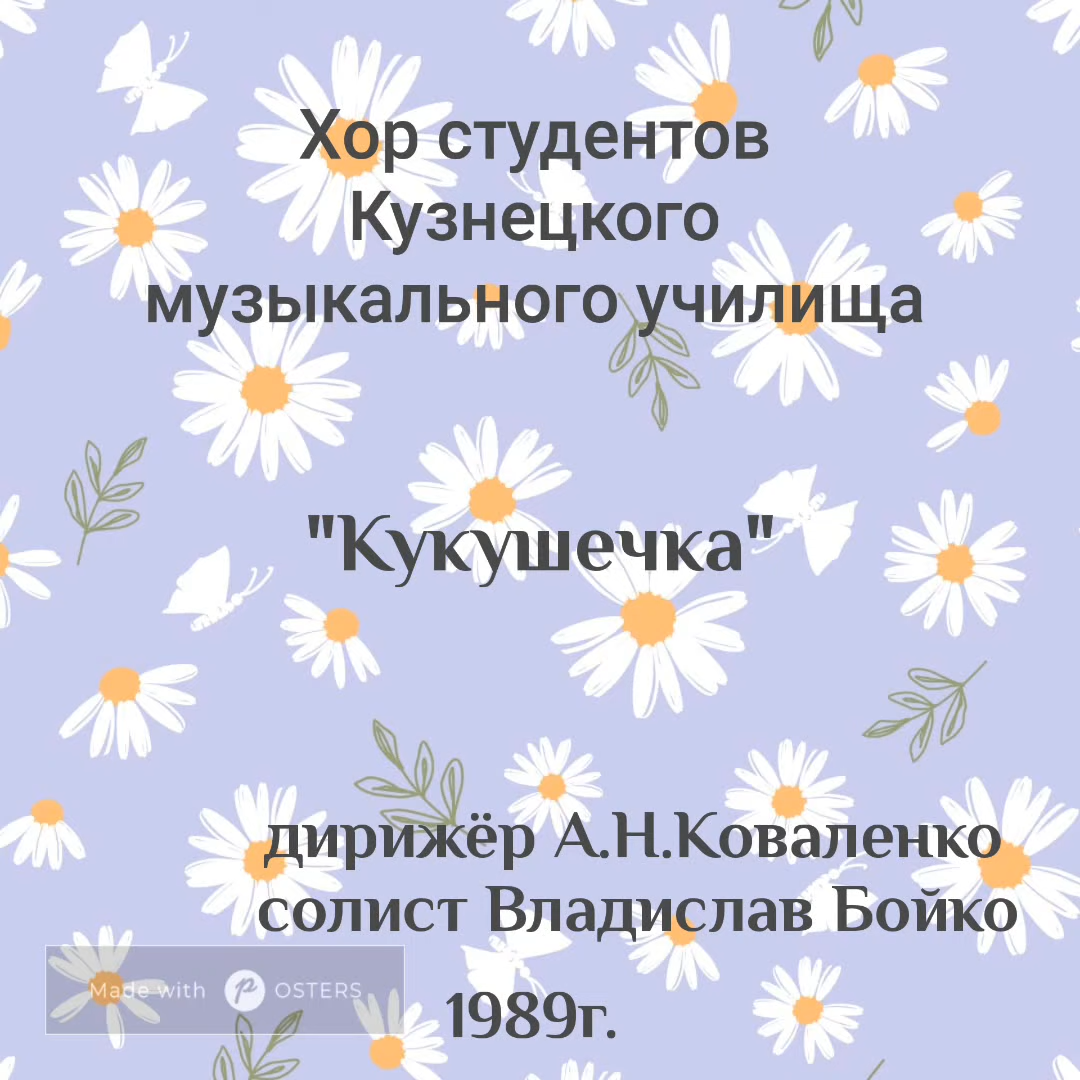 Хор студентов
Кузнецкого
музыкального училища
"Кукушечка"
дирижёр А.Н.Коваленко
солист Владислав Бойко
1989г.
Made with P OSTERS